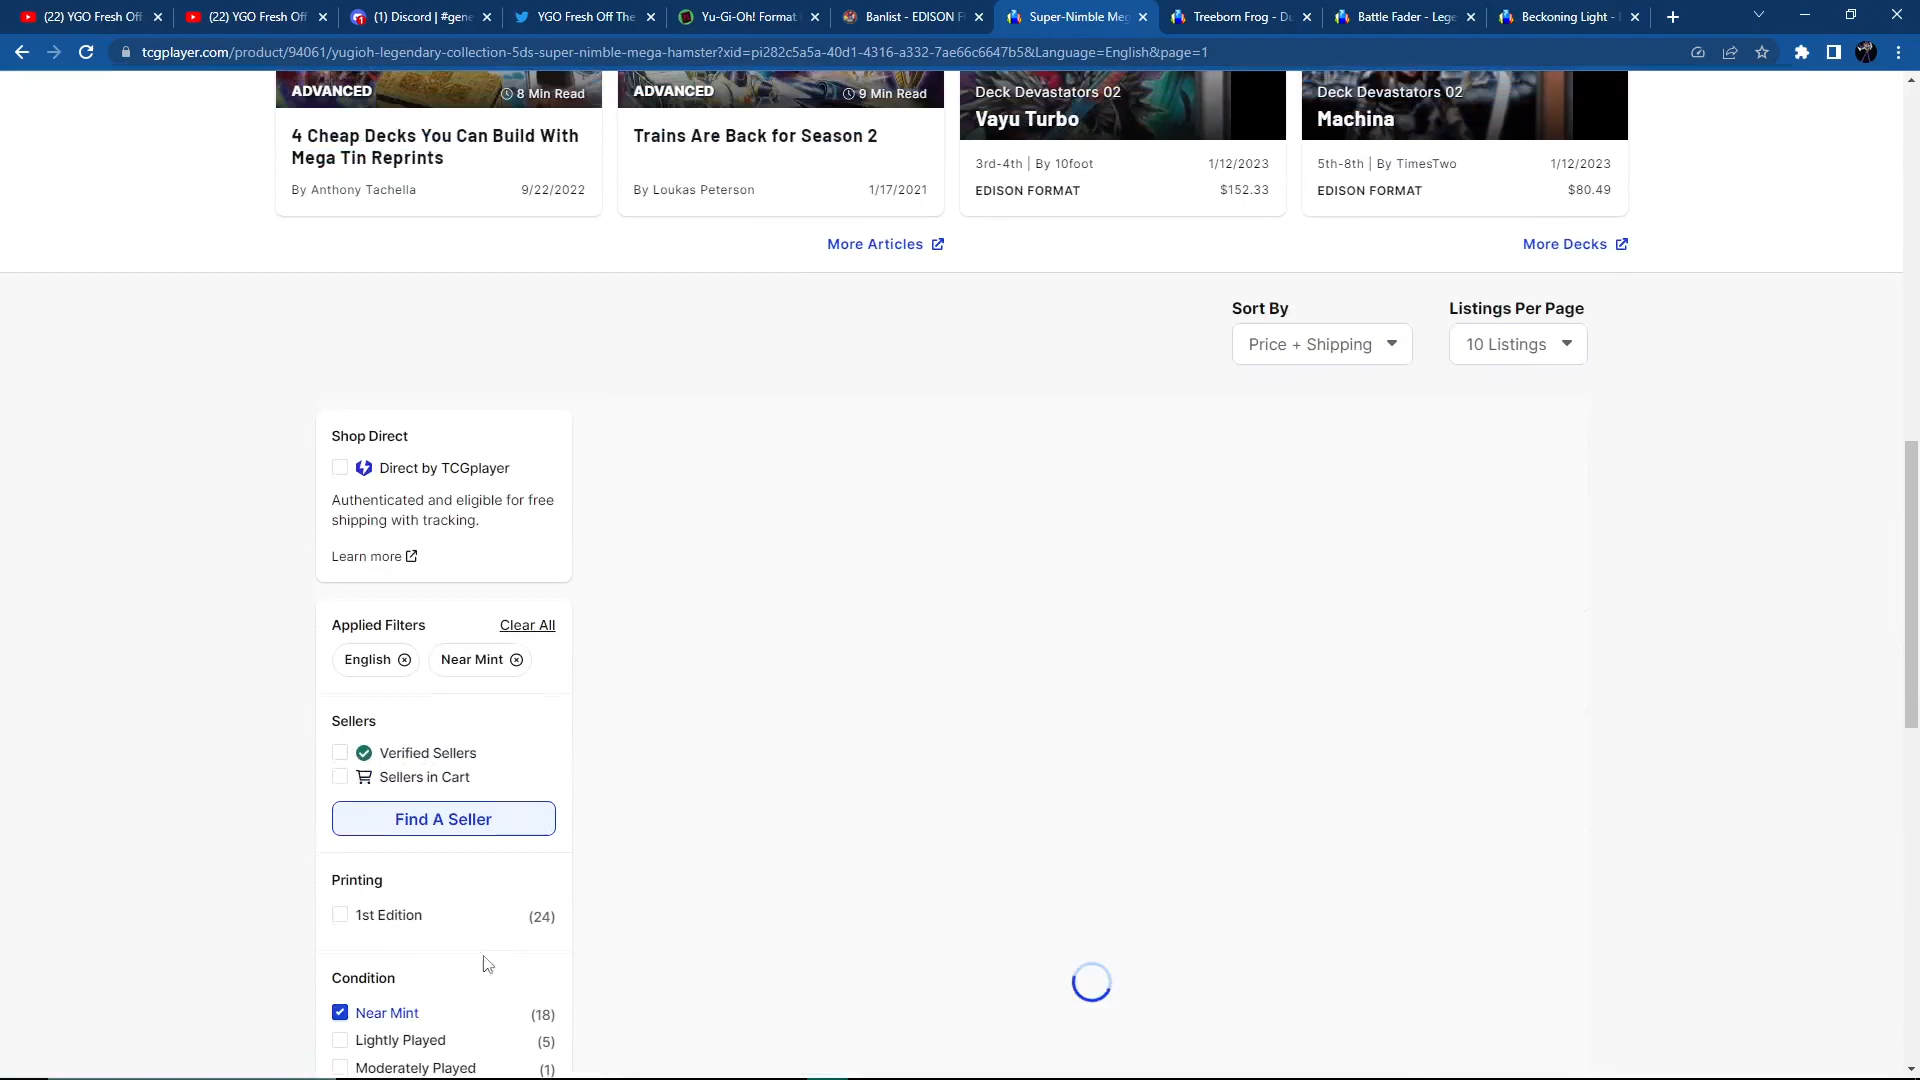 (22) YGO Fresh Off
(22) YGO Fresh Off
(1) Discord | #gene
YGO Fresh Off The
Yu-Gi-Oh! Format
Banlist - EDISON F
Super-Nimble Meg
Treeborn Frog - Du
Battle Fader - Lege
Beckoning Light -
tcgplayer.com/product/94061/yugioh-legendary-collection-5ds-super-nimble-mega-hamster?xid=pi282c5a5a-40d1-4316-a332-7ae66c6647b5&Language=English&page=1
ADVANCED
8 Min Read
4 Cheap Decks You Can Build With
Mega Tin Reprints
By Anthony Tachella
9/22/2022
ADVANCED
9 Min Read
Trains Are Back for Season 2
By Loukas Peterson
1/17/2021
Deck Devastators 02
Vayu Turbo
3rd-4th | By 10foot
1/12/2023
EDISON FORMAT
$152.33
Deck Devastators 02
Machina
5th-8th | By TimesTwo
1/12/2023
EDISON FORMAT
$80.49
More Articles
More Decks
Sort By
Price + Shipping
Listings Per Page
10 Listings
Shop Direct
Direct by TCGplayer
Authenticated and eligible for free
shipping with tracking.
Learn more
Applied Filters
Clear All
English
Near Mint
Sellers
Verified Sellers
Sellers in Cart
Find A Seller
Printing
1st Edition
(24)
Condition
Near Mint
(18)
Lightly Played
(5)
Moderately Played
(1)